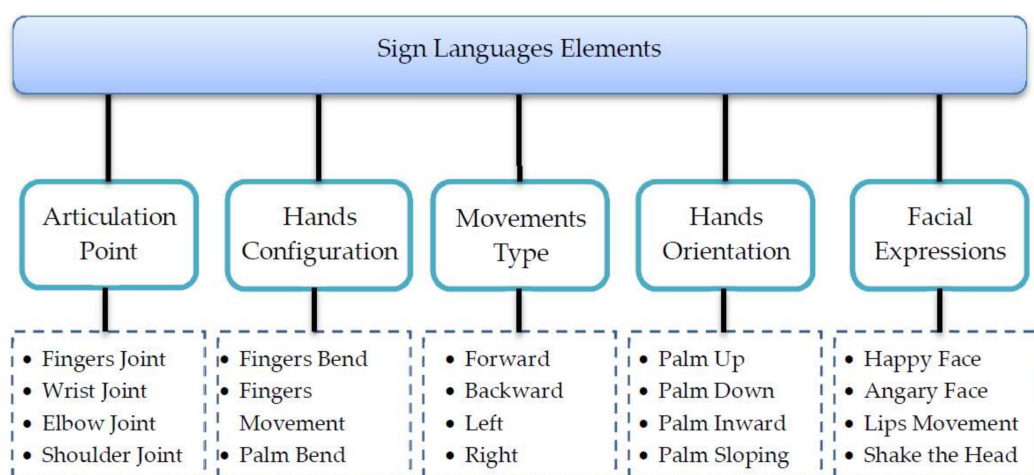 Sign Languages Elements
Articulation
Point
Hands
Configuration
Movements
Type
Hands
Orientation
Facial
Expressions
• Fingers Joint
• Wrist Joint
• Elbow Joint
• Shoulder Joint
• Fingers Bend
• Fingers
Movement
• Palm Bend
• Forward
• Backward
• Left
• Right
• Palm Up
• Palm Down
• Palm Inward
• Palm Sloping
• Happy Face
• Angary Face
• Lips Movement
• Shake the Head